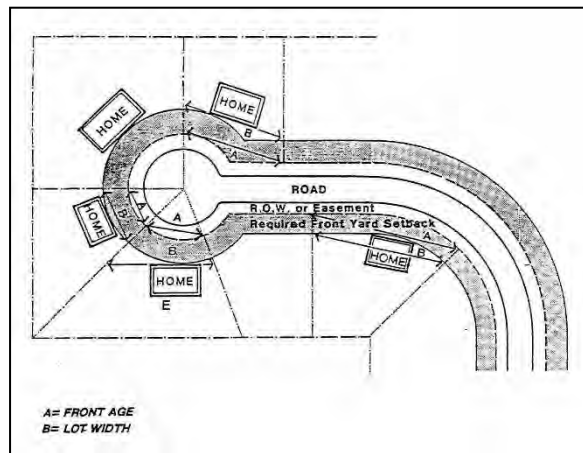 HOME
B
HOME
A
ROAD
R.O.W. or Easement
A
A
B
HOME
Required Front Yard Setback
A
B
HOME
B
HOME
E
A= FRONT AGE
B= LOT WIDTH